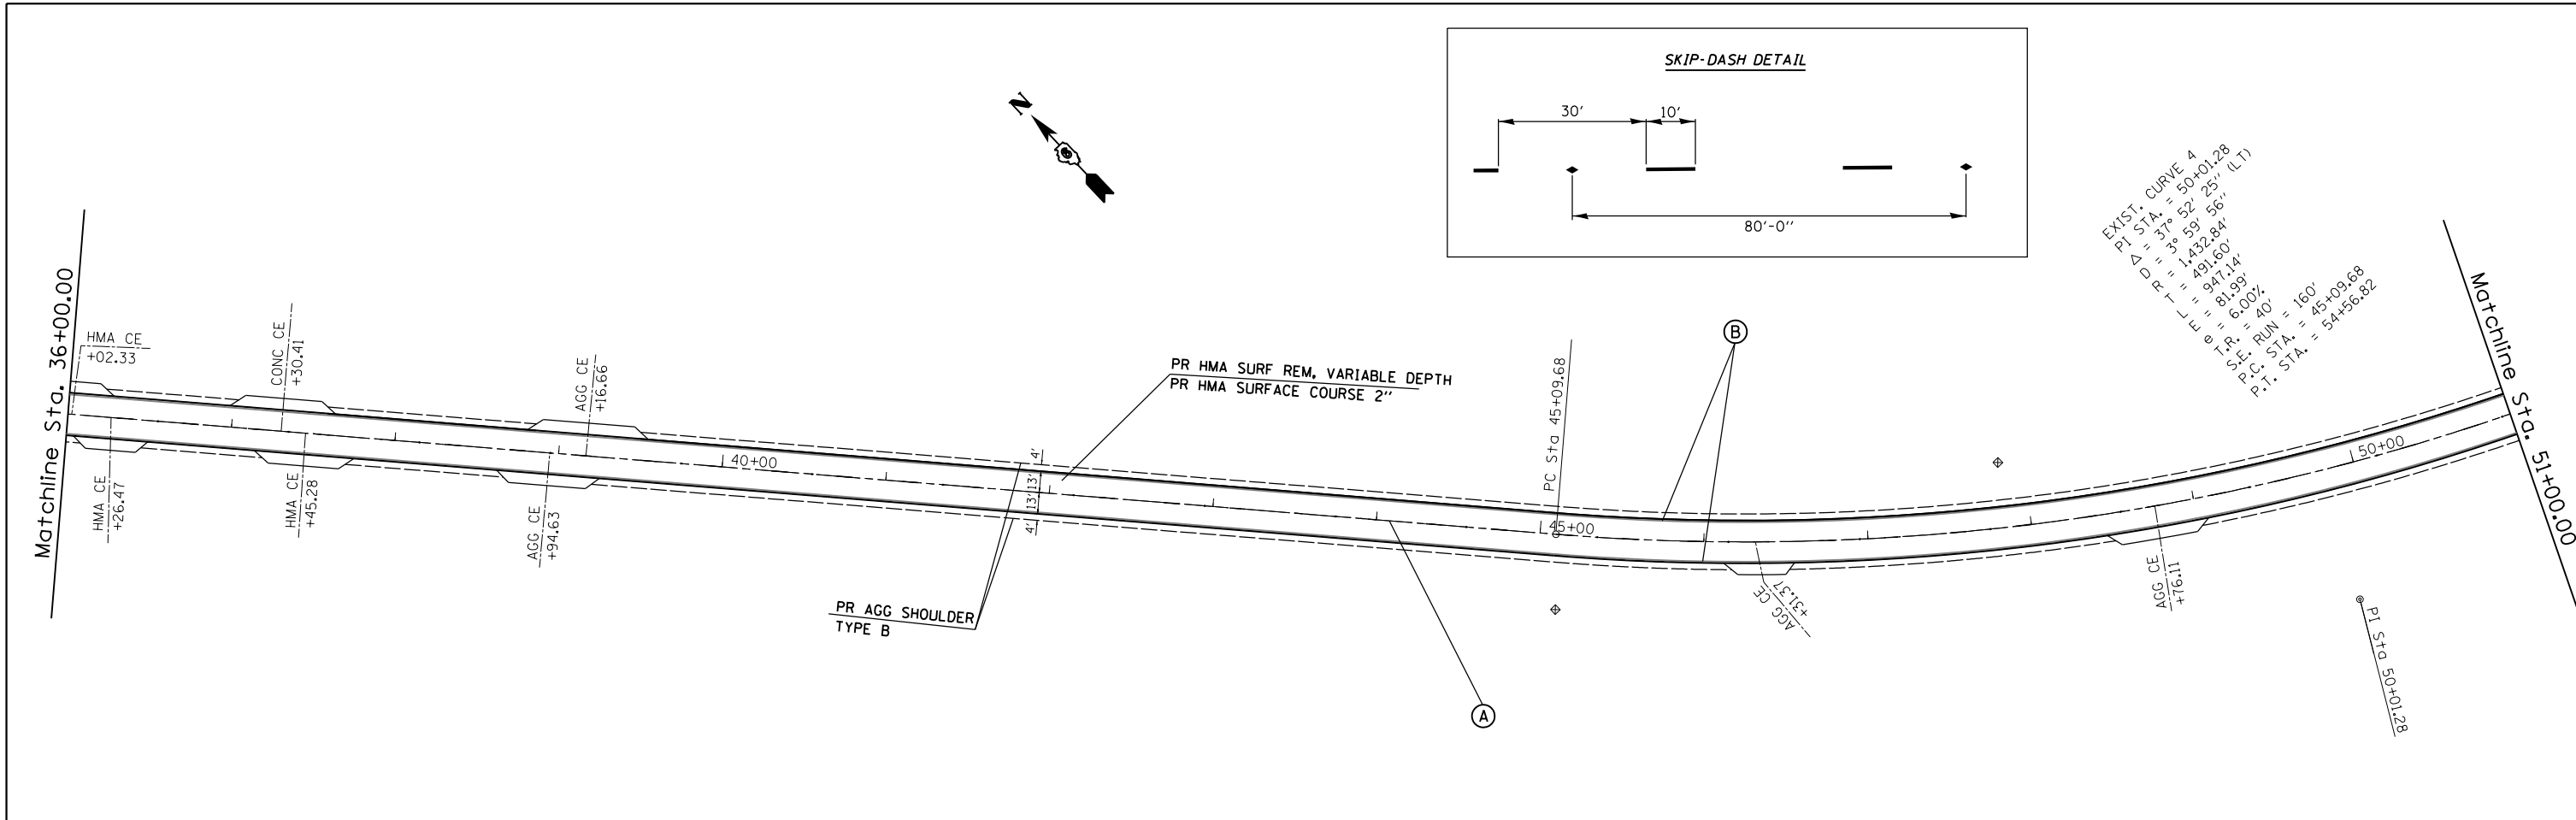 SKIP-DASH DETAIL
30'
10'
80'-0"
N
EXIST. CURVE 4
PI STA. = 50+01.28
Δ = 37° 52' 25" (LT)
D = 3° 59' 56"
R = 1,432.84'
T = 491.60'
L = 947.14'
E = 81.99'
e = 6.00%
T.R. = 40'
S.E. RUN = 160'
P.C. STA. = 45+09.68
P.T. STA. = 54+56.82
Matchline Sta. 36+00.00
HMA CE
+02.33
CONC CE
+30.41
AGG CE
+16.66
HMA CE
+26.47
HMA CE
+45.28
AGG CE
+94.63
40+00
4'
13'
13'
4'
PR HMA SURF REM, VARIABLE DEPTH
PR HMA SURFACE COURSE 2"
PR AGG SHOULDER
TYPE B
PC Sta 45+09.68
45+00
B
A
AGG CE
+31.37
AGG CE
+76.11
50+00
PI Sta 50+01.28
Matchline Sta. 51+00.00